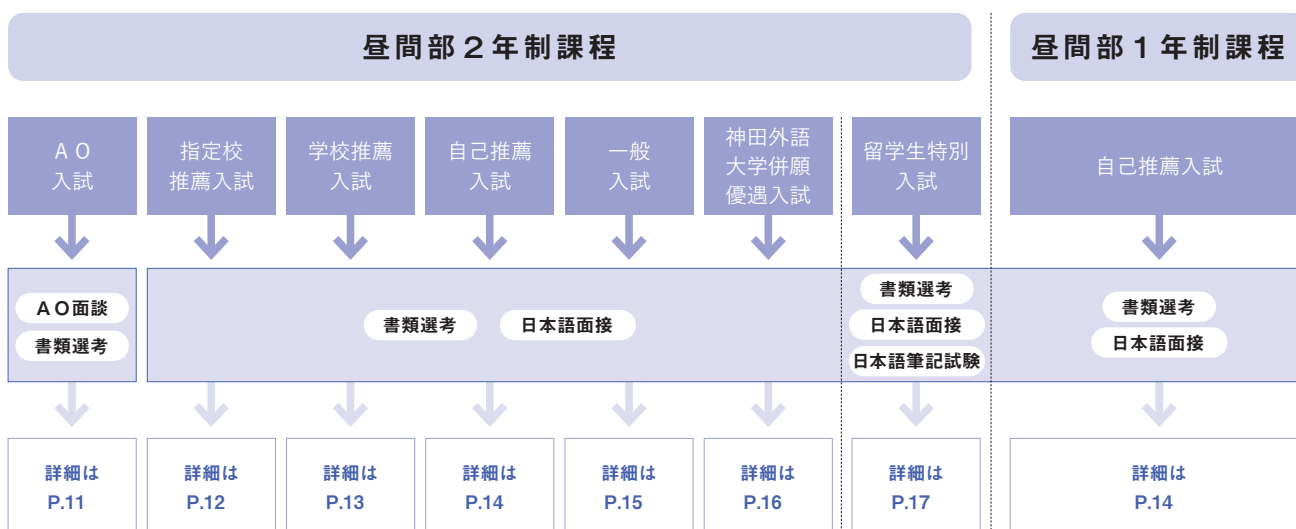 昼間部２年制課程
昼間部１年制課程
ＡＯ
入試
指定校
推薦入試
学校推薦
入試
自己推薦
入試
一般
入試
神田外語
大学併願
優遇入試
留学生特別
入試
自己推薦入試
ＡＯ面談
書類選考
書類選考
日本語面接
書類選考
日本語面接
日本語筆記試験
書類選考
日本語面接
詳細は
P.11
詳細は
P.12
詳細は
P.13
詳細は
P.14
詳細は
P.15
詳細は
P.16
詳細は
P.17
詳細は
P.14